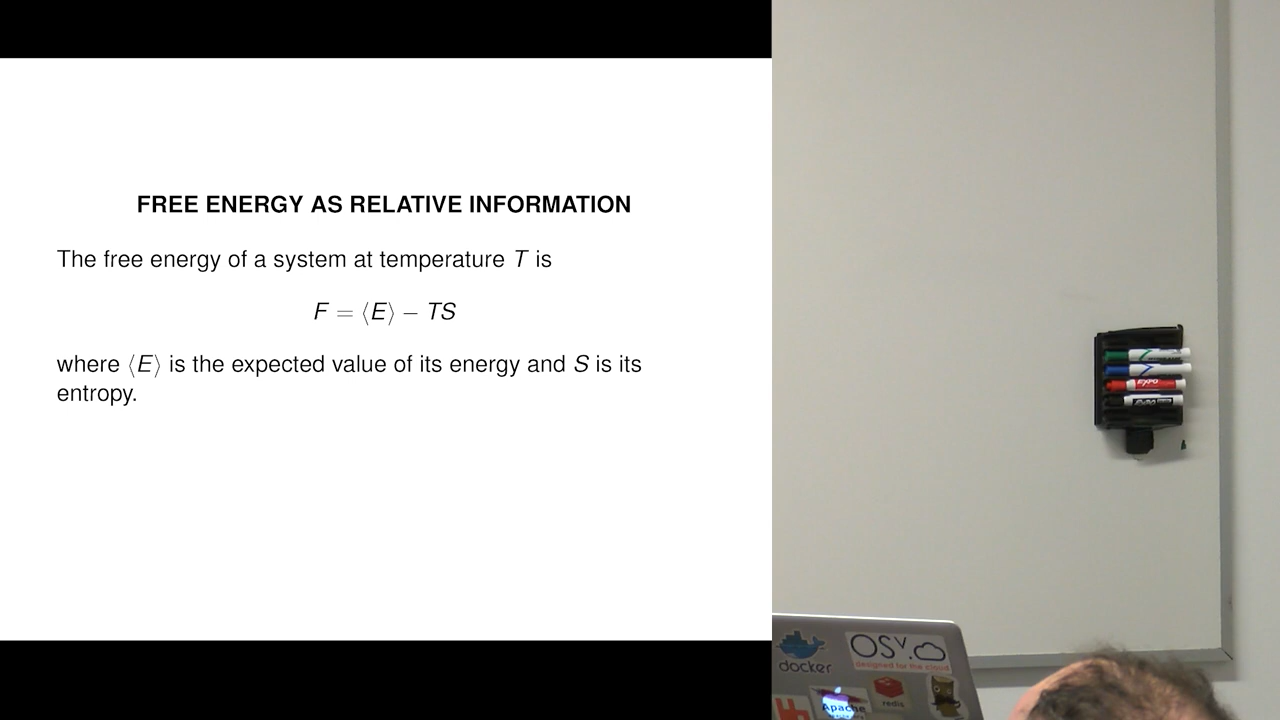 FREE ENERGY AS RELATIVE INFORMATION
The free energy of a system at temperature T is
F = ⟨E⟩ − TS
where ⟨E⟩ is the expected value of its energy and S is its
entropy.
EXPO
EXPO
docker
OSv
designed for the cloud
Apache
redis